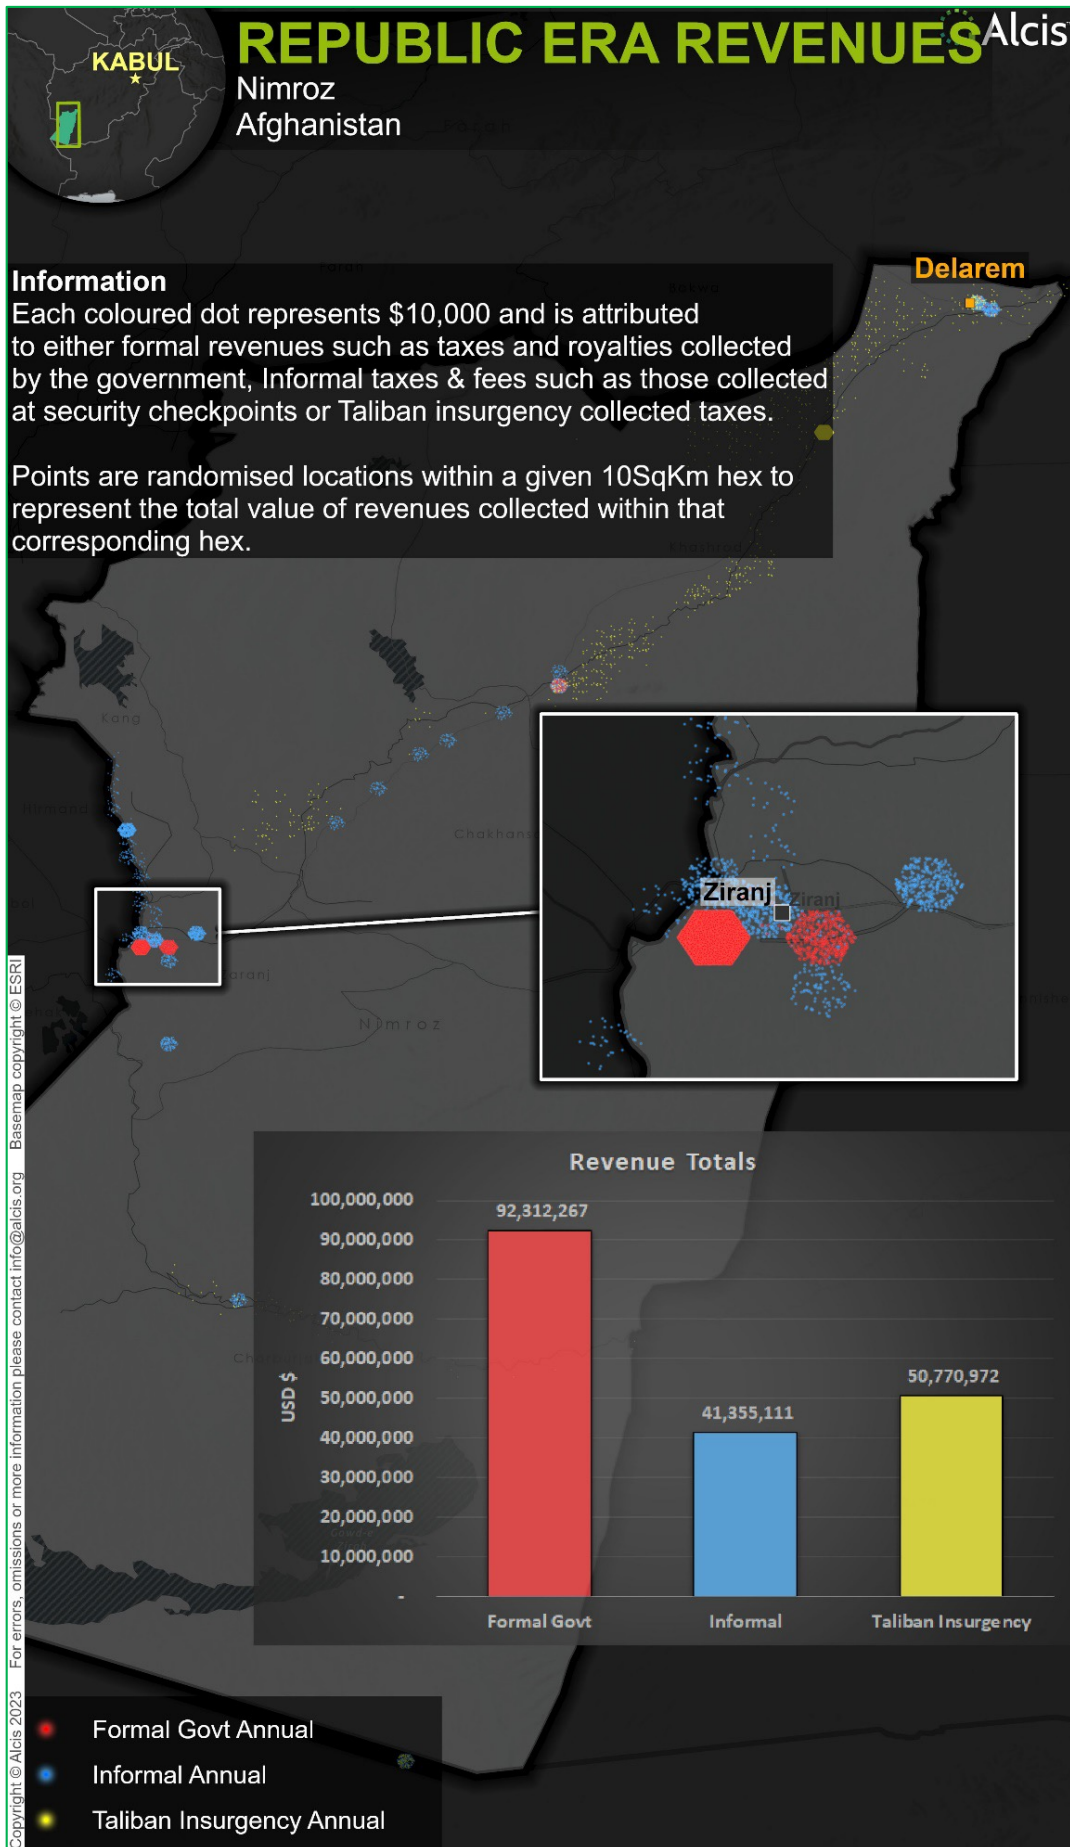 KABUL
REPUBLIC ERA REVENUES
Alcis
Nimroz
Afghanistan
Farah
Bakwa
Delarem
Information
Each coloured dot represents $10,000 and is attributed
to either formal revenues such as taxes and royalties collected
by the government, Informal taxes & fees such as those collected
at security checkpoints or Taliban insurgency collected taxes.
Points are randomised locations within a given 10SqKm hex to
represent the total value of revenues collected within that
corresponding hex.
Khashrod
Kang
Ziranj
Ziranj
Zaranj
Nimroz
Revenue Totals
100,000,000
90,000,000
80,000,000
70,000,000
60,000,000
50,000,000
40,000,000
30,000,000
20,000,000
10,000,000
-
USD $
92,312,267
41,355,111
50,770,972
Formal Govt
Informal
Taliban Insurgency
Formal Govt Annual
Informal Annual
Taliban Insurgency Annual
Copyright © Alcis 2023 For errors, omissions or more information please contact info@alcis.org Basemap copyright © ESRI